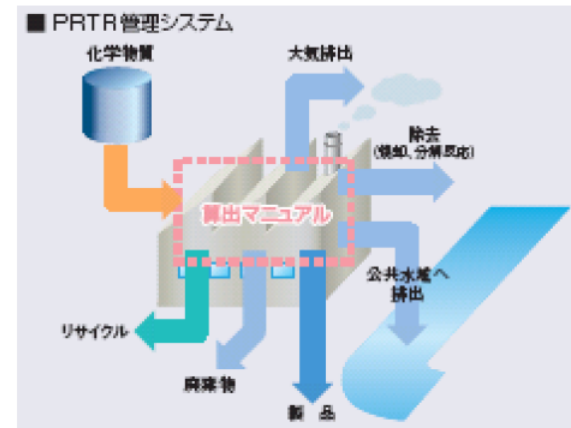 ■ PRTR管理システム
化学物質
大気排出
除去
(焼却、分解反応)
算出マニュアル
公共水域へ
排出
リサイクル
廃棄物
製 品